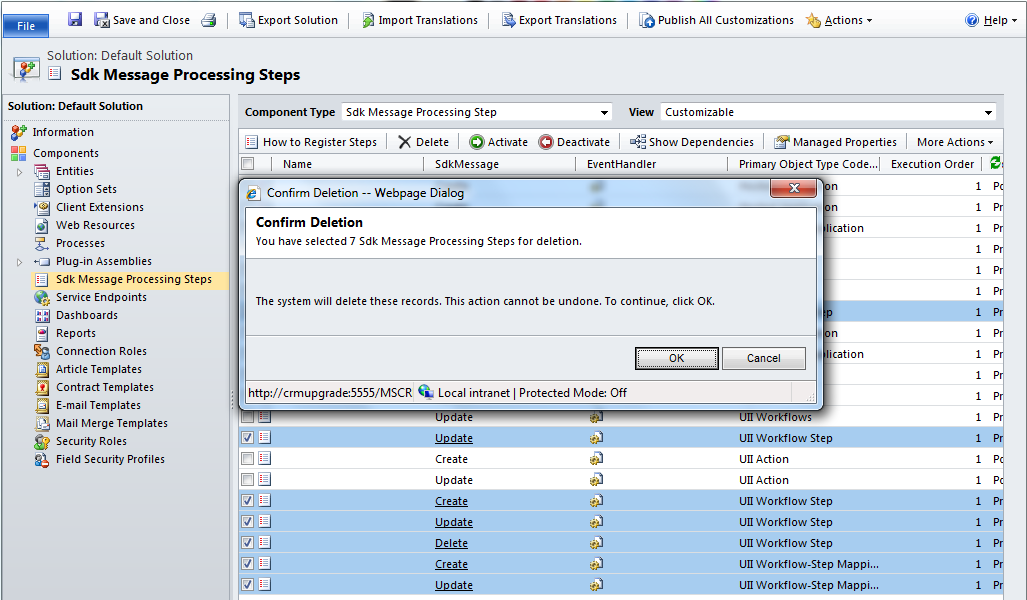 File Save and Close Export Solution Import Translations Export Translations Publish All Customizations Actions Help
Solution: Default Solution
Sdk Message Processing Steps
Solution: Default Solution
Information
Components
Entities
Option Sets
Client Extensions
Web Resources
Processes
Plug-in Assemblies
Sdk Message Processing Steps
Service Endpoints
Dashboards
Reports
Connection Roles
Article Templates
Contract Templates
E-mail Templates
Mail Merge Templates
Security Roles
Field Security Profiles
Component Type Sdk Message Processing Step View Customizable
How to Register Steps Delete Activate Deactivate Show Dependencies Managed Properties More Actions
Name SdkMessage EventHandler Primary Object Type Code... Execution Order
on 1 Po
on 1 Pr
plication 1 Pr
1 Pr
1 Pr
1 Pr
ep 1 Pr
on 1 Pr
plication 1 Pr
1 Pr
1 Pr
Confirm Deletion -- Webpage Dialog
Confirm Deletion
You have selected 7 Sdk Message Processing Steps for deletion.
The system will delete these records. This action cannot be undone. To continue, click OK.
OK Cancel
http://crmupgrade:5555/MSCR Local intranet | Protected Mode: Off
Update UII Workflows 1 Pr
Update UII Workflow Step 1 Pr
Create UII Action 1 Po
Update UII Action 1 Po
Create UII Workflow Step 1 Pr
Update UII Workflow Step 1 Pr
Delete UII Workflow Step 1 Pr
Create UII Workflow-Step Mappi... 1 Pr
Update UII Workflow-Step Mappi... 1 Pr